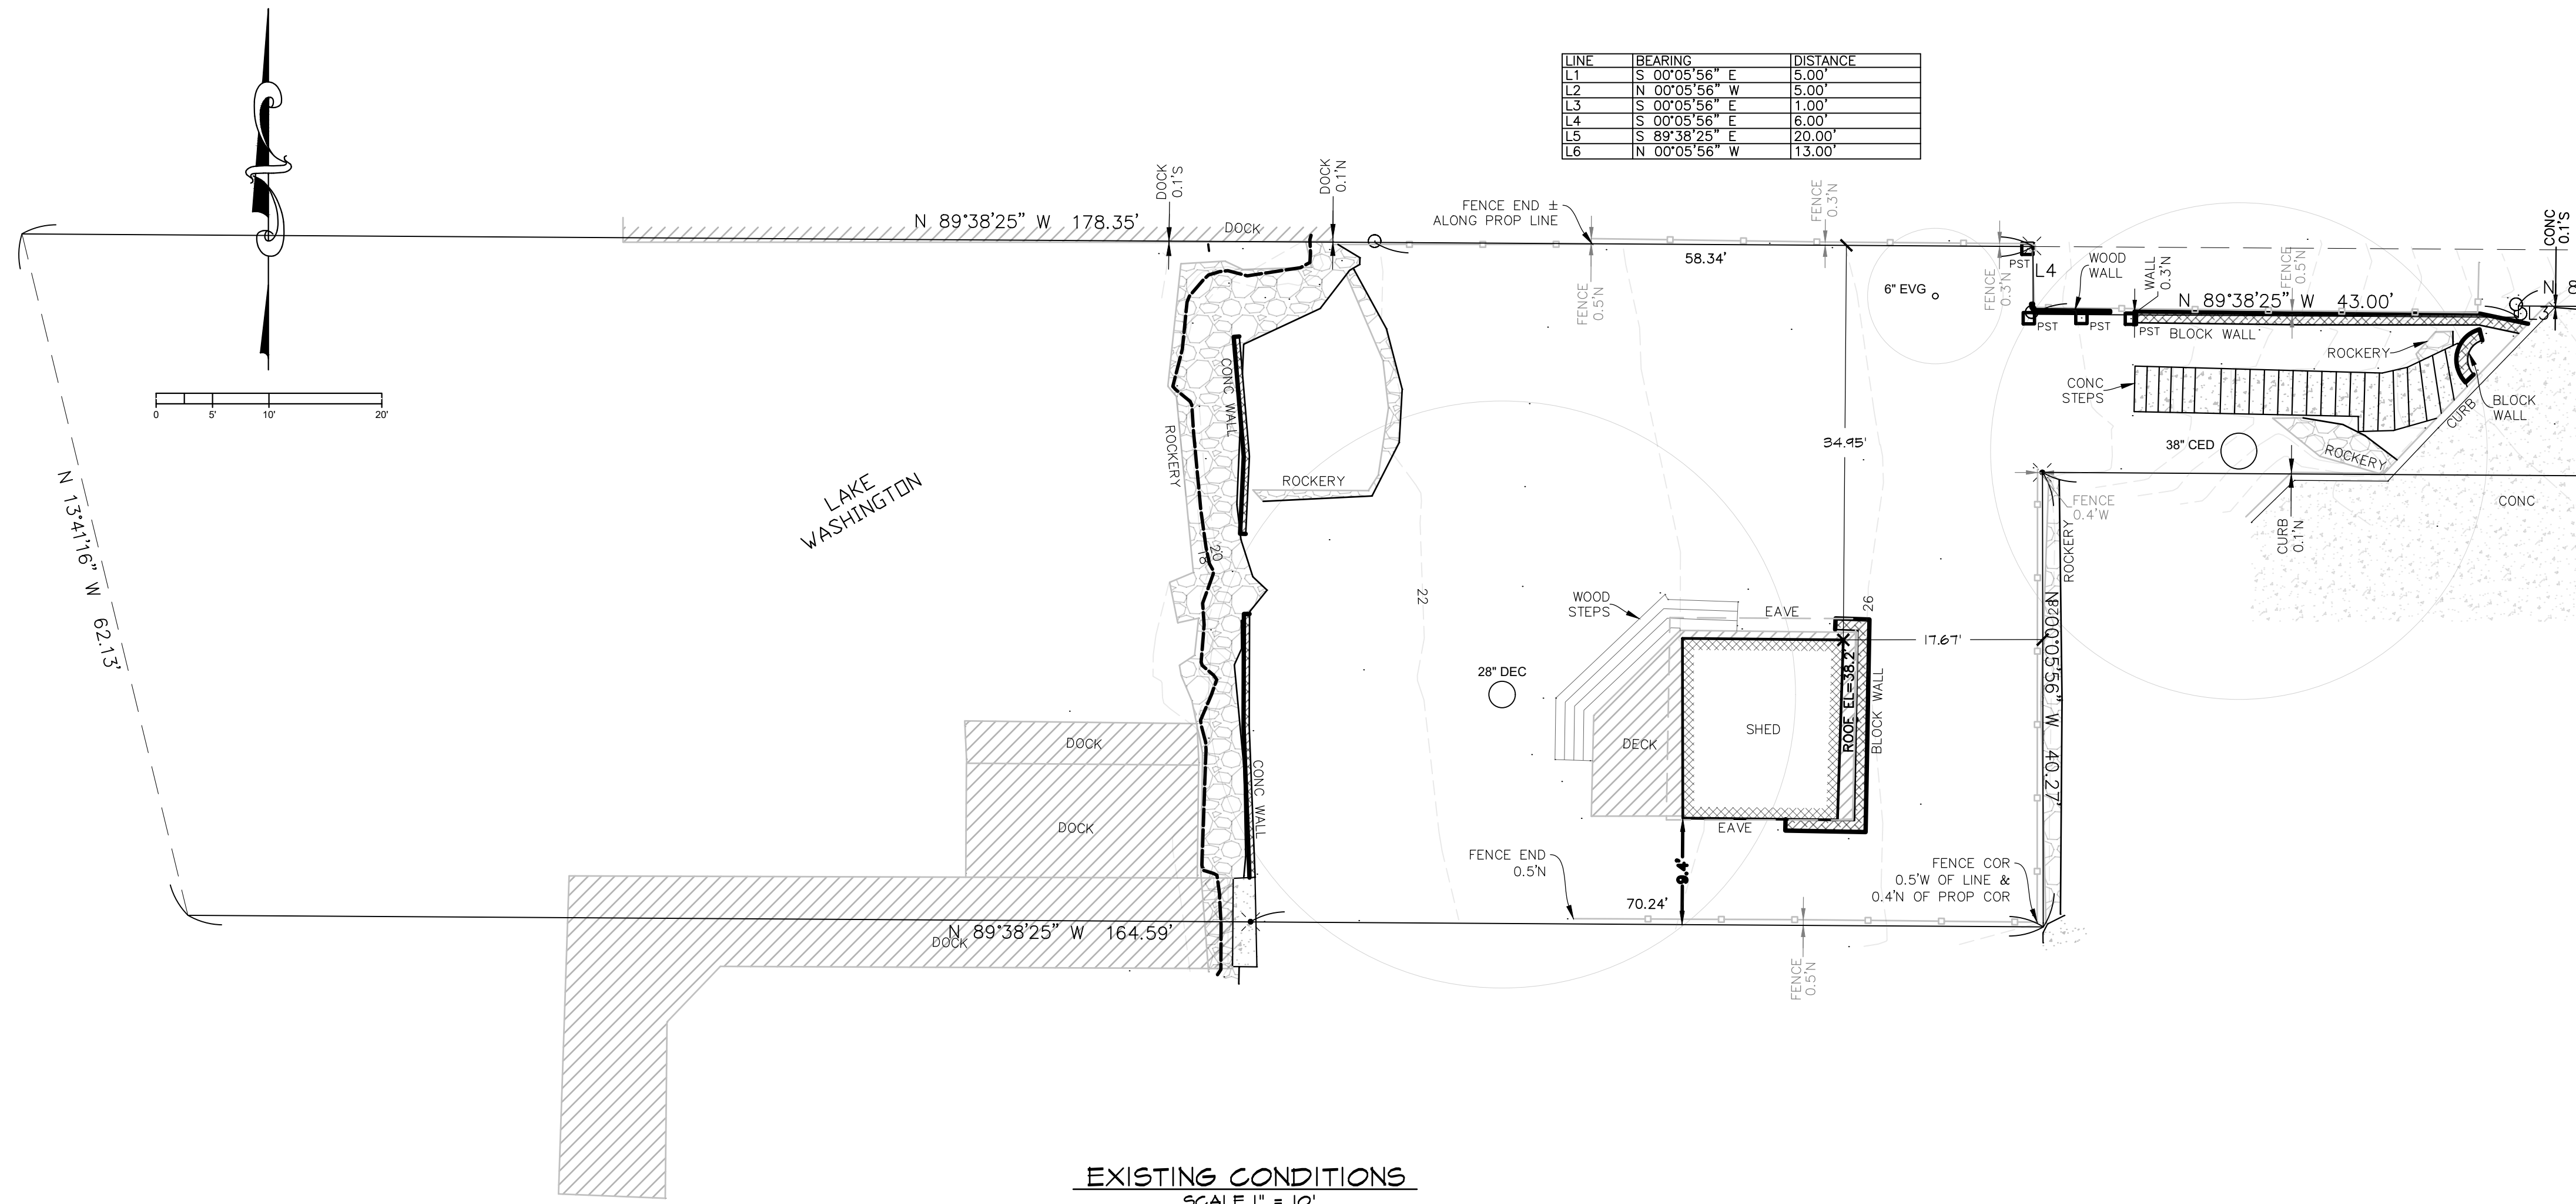 LINE BEARING DISTANCE
L1 S 00°05'56" E 5.00'
L2 N 00°05'56" W 5.00'
L3 S 00°05'56" E 1.00'
L4 S 00°05'56" E 6.00'
L5 S 89°38'25" E 20.00'
L6 N 00°05'56" W 13.00'
DOCK
0.1'S
DOCK
0.1'N
N 89°38'25" W 178.35'
DOCK
FENCE END ±
ALONG PROP LINE
FENCE
0.5'N
58.34'
FENCE
0.3'N
FENCE
0.3'N
PST
L4
WOOD
WALL
WALL
0.3'N
FENCE
0.5'N
CONC
0.1'S
N 8
L3
N 89°38'25" W 43.00'
PST
PST
PST
BLOCK WALL
ROCKERY
CONC
STEPS
BLOCK
WALL
CURB
38" CED
ROCKERY
CURB
0.1'N
CONC
6" EVG
0 5' 10' 20'
LAKE
WASHINGTON
N 13°41'16" W 62.13'
CONC WALL
ROCKERY
ROCKERY
18
20
22
26
28
34.95'
FENCE
0.4'W
ROCKERY
N 00°05'56" W 40.27'
WOOD
STEPS
EAVE
17.67'
28" DEC
SHED
ROOF EL=38.2'
BLOCK WALL
DECK
EAVE
9.4'
DOCK
DOCK
CONC WALL
FENCE END
0.5'N
70.24'
FENCE COR
0.5'W OF LINE &
0.4'N OF PROP COR
FENCE
0.5'N
N 89°38'25" W 164.59'
DOCK
EXISTING CONDITIONS
SCALE 1" = 10'